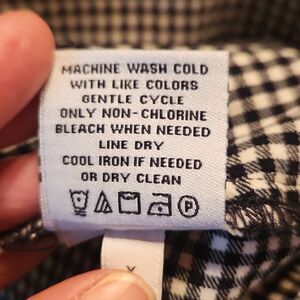 MACHINE WASH COLD
WITH LIKE COLORS
GENTLE CYCLE
ONLY NON-CHLORINE
BLEACH WHEN NEEDED
LINE DRY
COOL IRON IF NEEDED
OR DRY CLEAN
P
X